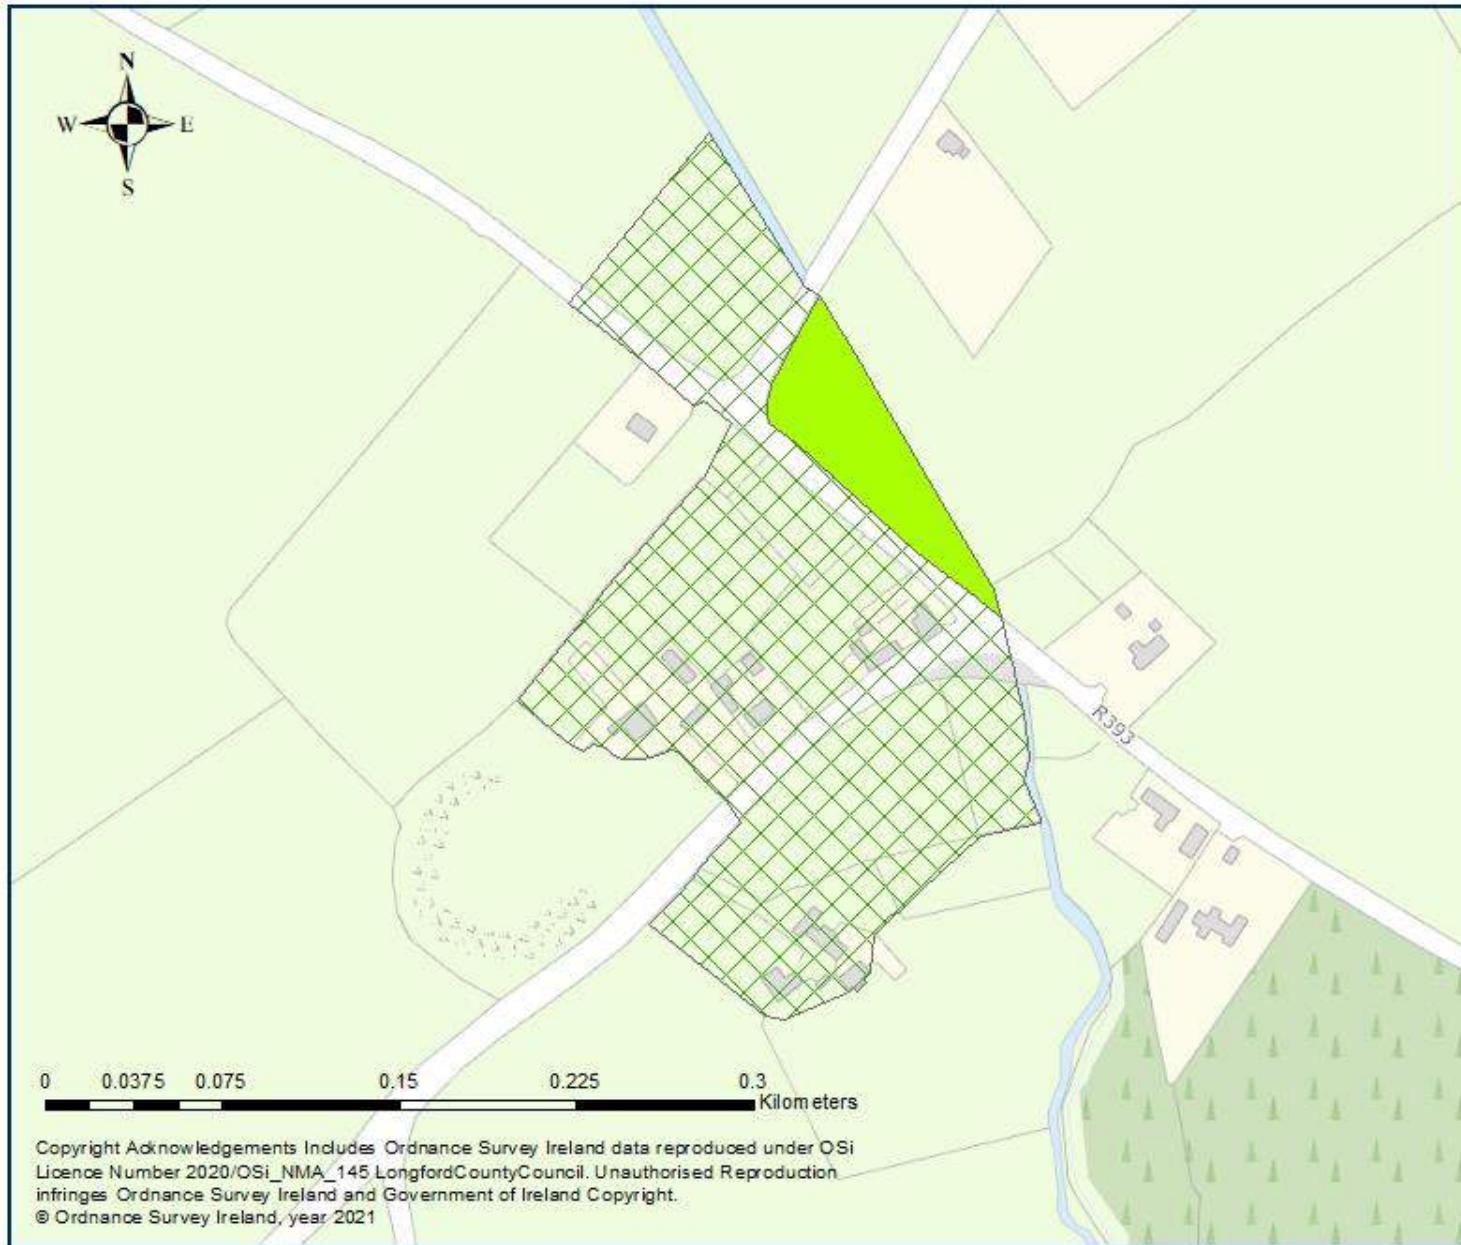 N
W E
S
R393
0 0.0375 0.075 0.15 0.225 0.3
Kilometers
Copyright Acknowledgements Includes Ordnance Survey Ireland data reproduced under OSi
Licence Number 2020/OSi_NMA_145 LongfordCountyCouncil. Unauthorised Reproduction
infringes Ordnance Survey Ireland and Government of Ireland Copyright.
© Ordnance Survey Ireland, year 2021